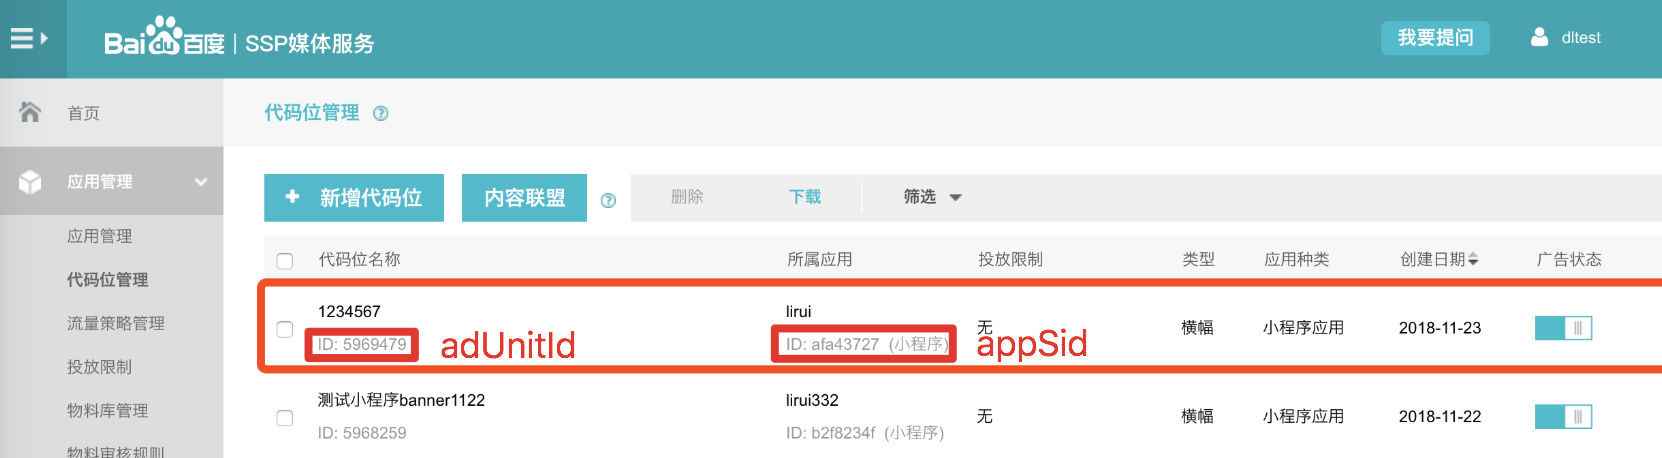 Bai du 百度 | SSP媒体服务
我要提问
dltest
首页
应用管理
应用管理
代码位管理
流量策略管理
投放限制
物料库管理
物料审核规则
代码位管理 ?
+ 新增代码位
内容联盟 ?
删除
下载
筛选
代码位名称 所属应用 投放限制 类型 应用种类 创建日期 广告状态
1234567 lirui 无 横幅 小程序应用 2018-11-23
ID: 5969479 adUnitId ID: afa43727 (小程序) appSid
测试小程序banner1122 lirui332 无 横幅 小程序应用 2018-11-22
ID: 5968259 ID: b2f8234f (小程序)